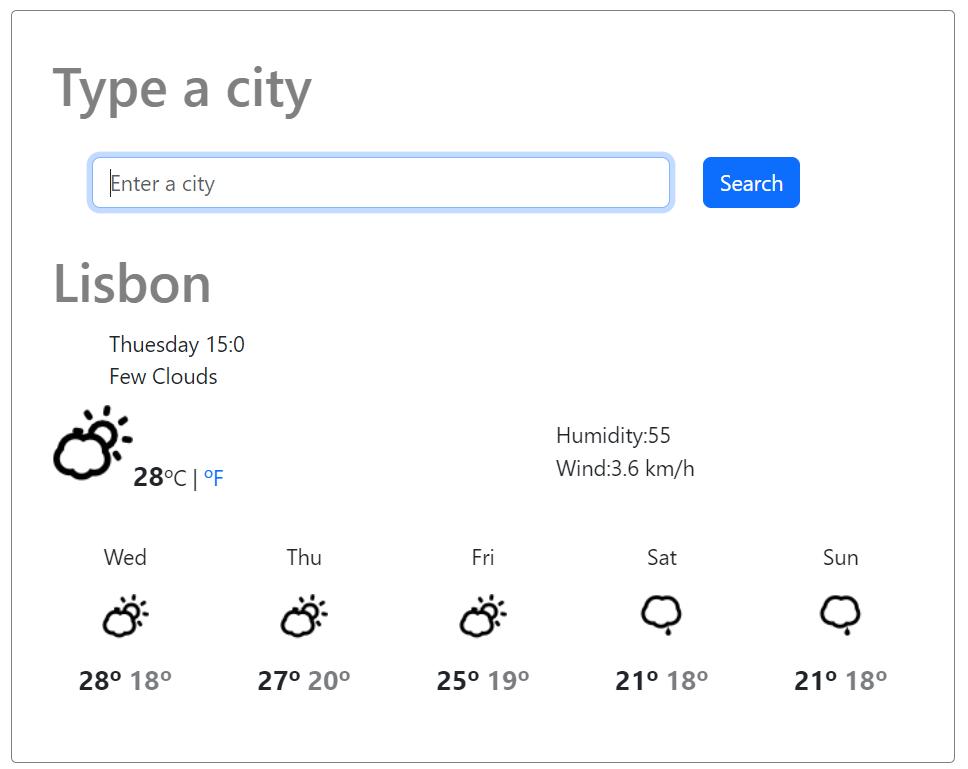 Type a city
Enter a city
Search
Lisbon
Thuesday 15:0
Few Clouds
Humidity:55
Wind:3.6 km/h
28ºC | ºF
Wed Thu Fri Sat Sun
28º 18º 27º 20º 25º 19º 21º 18º 21º 18º